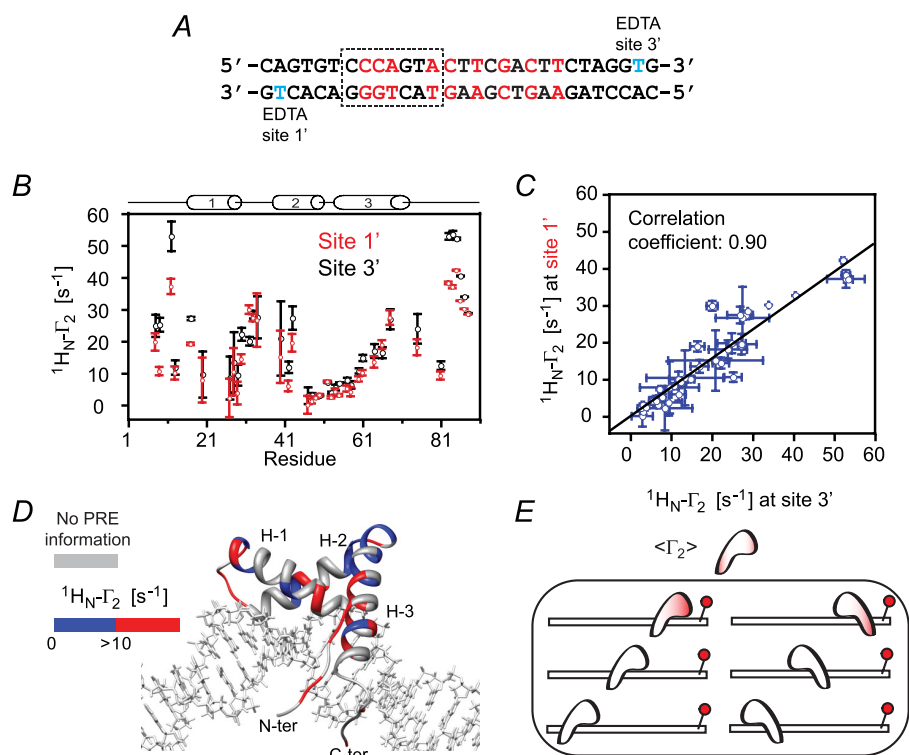 A
EDTA
site 3'
5'-CAGTGTCCCAGTACTTCGACTTCTAGGTG-3'
3'-GTCACAGGGTCATGAAGCTGAAGATCCAC-5'
EDTA
site 1'
B
1
2
3
¹H_N-Γ₂ [s⁻¹]
60
50
40
30
20
10
0
Site 1'
Site 3'
1
21
41
61
81
Residue
C
¹H_N-Γ₂ [s⁻¹] at site 1'
60
50
40
30
20
10
0
Correlation
coefficient: 0.90
0
10
20
30
40
50
60
¹H_N-Γ₂ [s⁻¹] at site 3'
D
No PRE
information
¹H_N-Γ₂ [s⁻¹]
0
>10
H-1
H-2
H-3
N-ter
C-ter
E
<Γ₂>